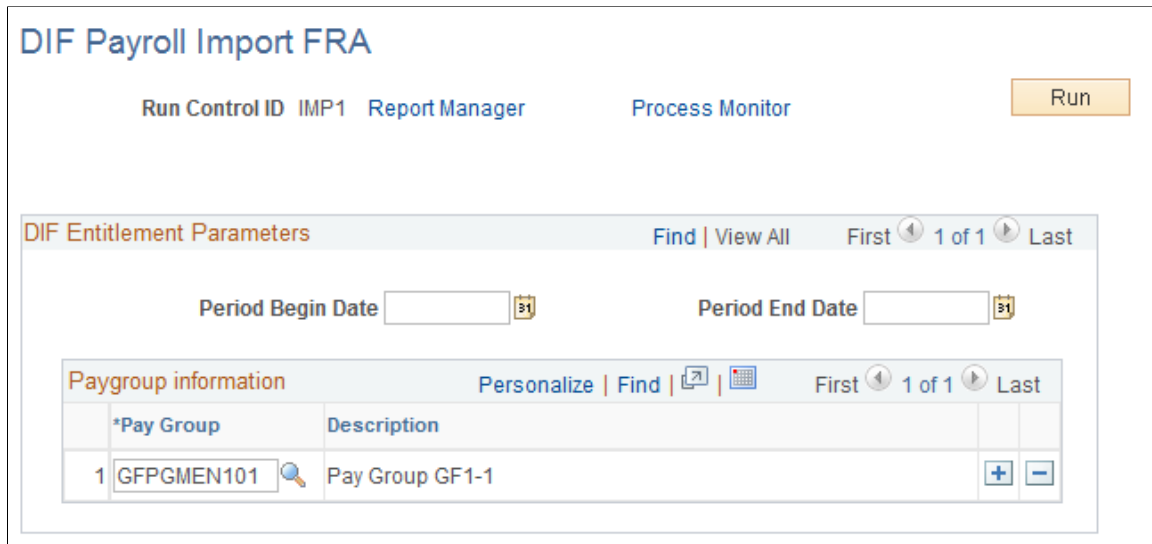 DIF Payroll Import FRA
Run Control ID IMP1 Report Manager Process Monitor Run
DIF Entitlement Parameters Find | View All First 1 of 1 Last
Period Begin Date 31 Period End Date 31
Paygroup information Personalize | Find | | First 1 of 1 Last
*Pay Group Description
1 GFPGMEN101 Pay Group GF1-1